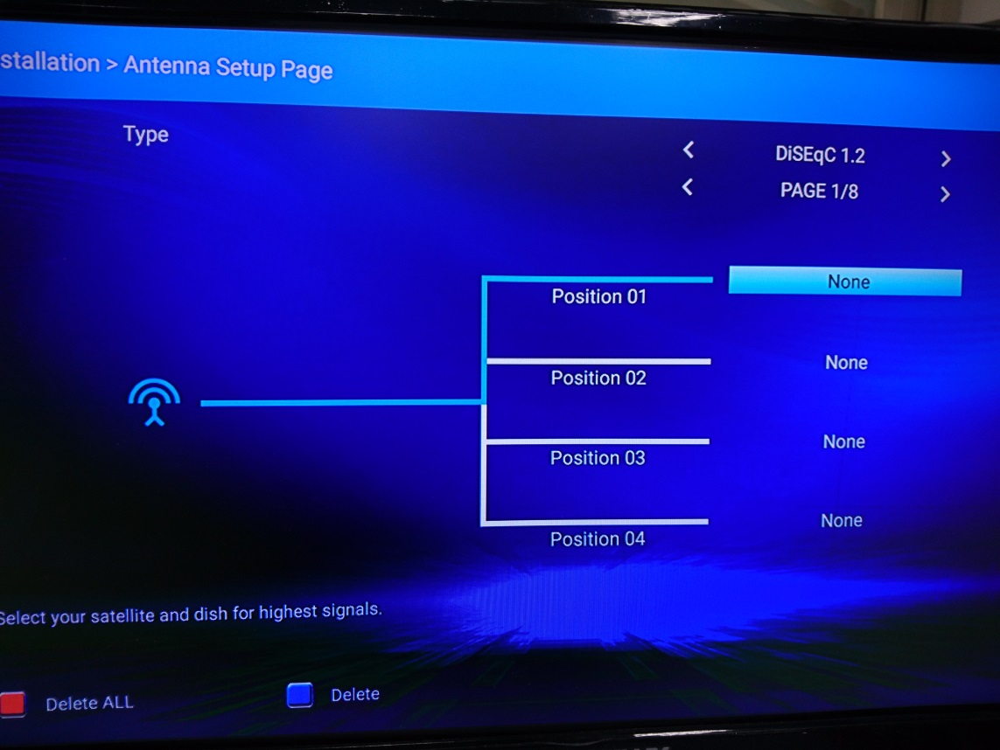 stallation > Antenna Setup Page
Type
DiSEqC 1.2
PAGE 1/8
Position 01
None
Position 02
None
Position 03
None
Position 04
None
Select your satellite and dish for highest signals.
Delete ALL
Delete